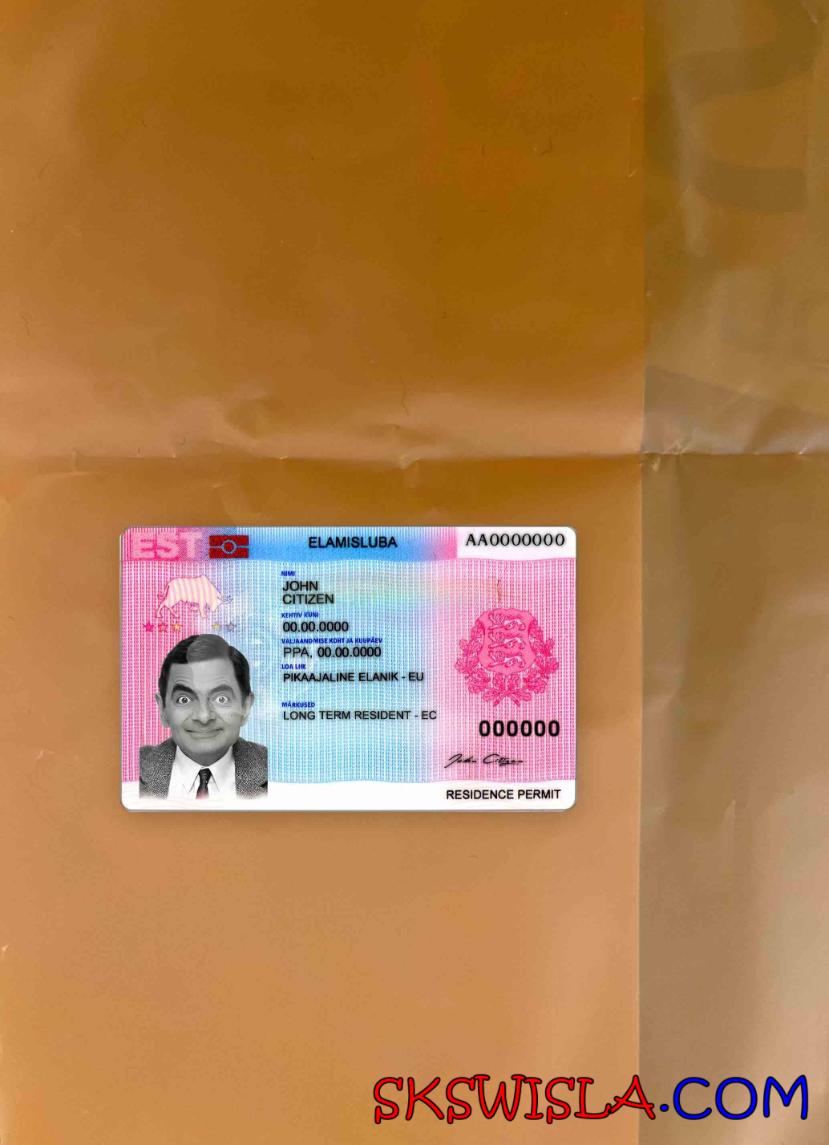 EST
ELAMISLUBA
AA0000000
NIMI
JOHN
CITIZEN
KEHTIV KUNI
00.00.0000
VÄLJAANDMISE KOHT JA KUUPÄEV
PPA, 00.00.0000
LOA LIIK
PIKAAJALINE ELANIK - EU
MÄRKUSED
LONG TERM RESIDENT - EC
000000
John Citizen
RESIDENCE PERMIT
SKSWISLA.COM